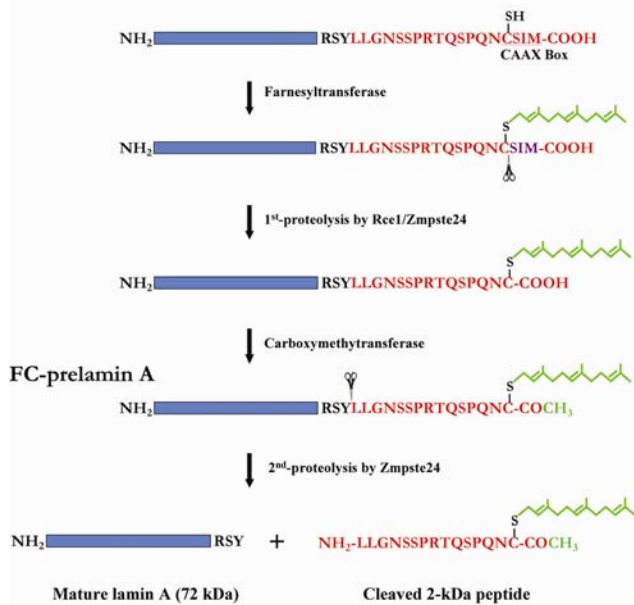 SH
NH2 RSYLLGNSSPRTQSPQNCSIM-COOH
CAAX Box
Farnesyltransferase
S
NH2 RSYLLGNSSPRTQSPQNCSIM-COOH
1st-proteolysis by Rce1/Zmpste24
S
NH2 RSYLLGNSSPRTQSPQNC-COOH
Carboxymethytransferase
FC-prelamin A
S
NH2 RSYLLGNSSPRTQSPQNC-COCH3
2nd-proteolysis by Zmpste24
S
NH2 RSY + NH2-LLGNSSPRTQSPQNC-COCH3
Mature lamin A (72 kDa) Cleaved 2-kDa peptide